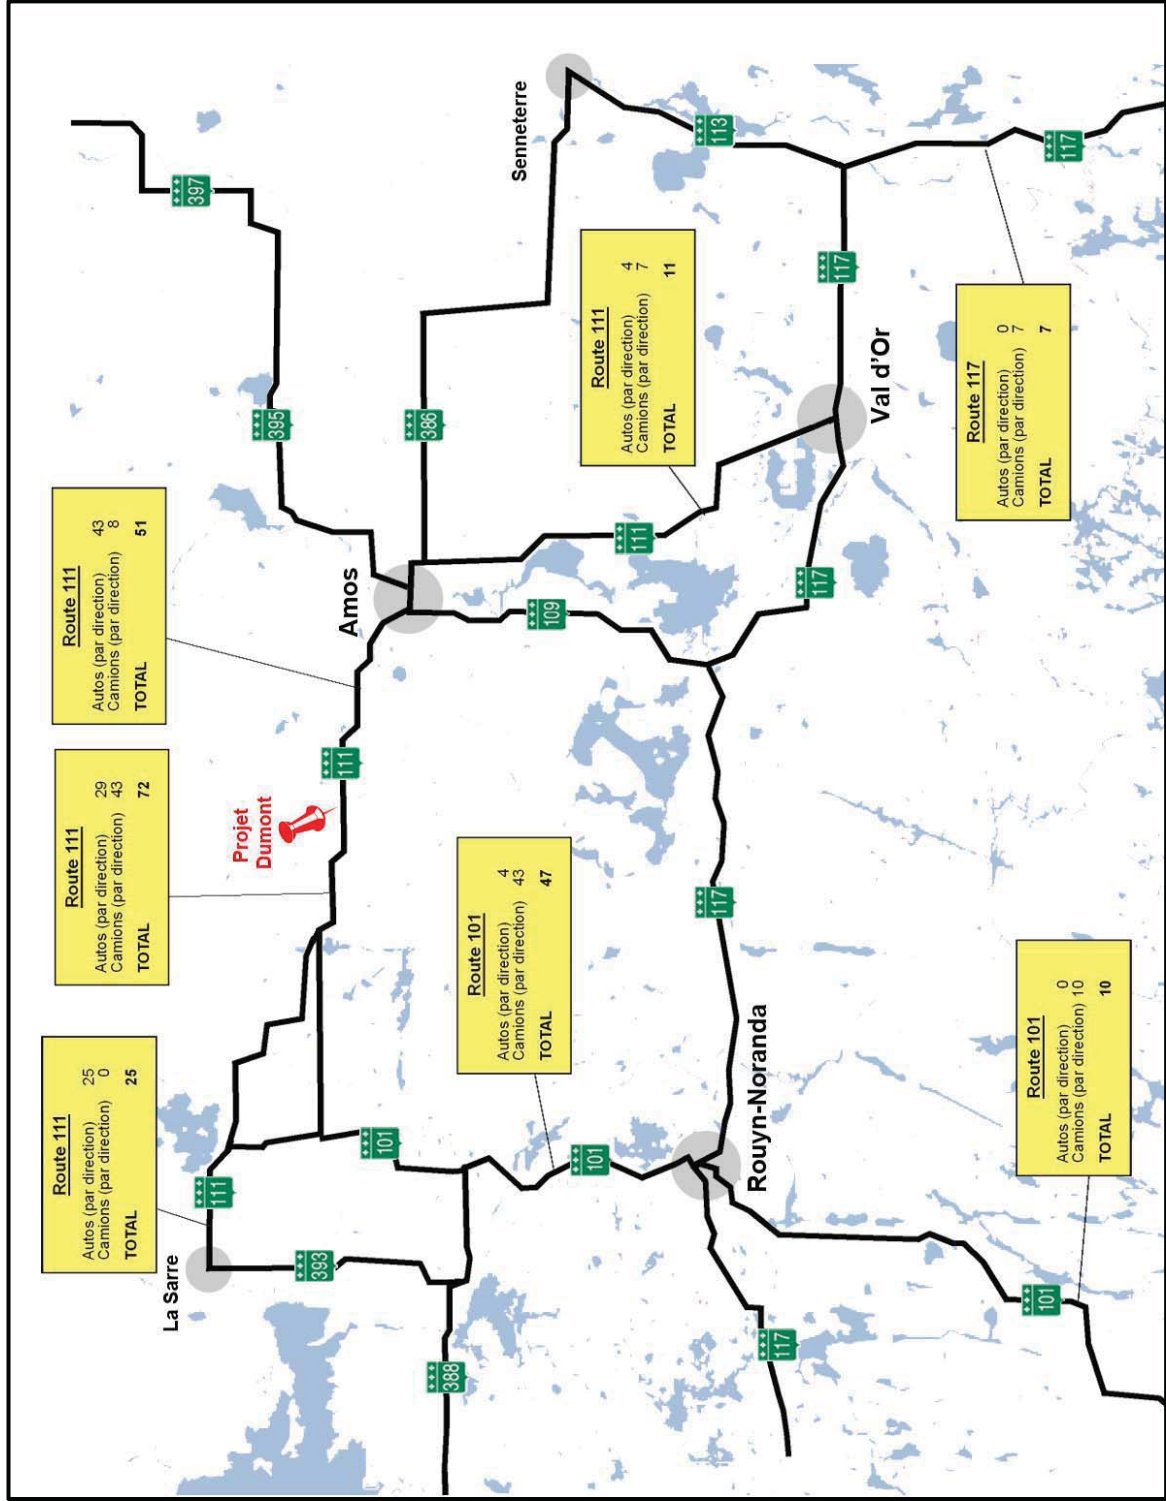 Route 111
Autos (par direction) 25
Camions (par direction) 0
TOTAL 25
Route 111
Autos (par direction) 29
Camions (par direction) 43
TOTAL 72
Route 111
Autos (par direction) 43
Camions (par direction) 8
TOTAL 51
La Sarre
397
111
Projet
Dumont
395
393
111
Amos
101
386
388
Route 101
Autos (par direction) 4
Camions (par direction) 43
TOTAL 47
Senneterre
109
101
Route 111
Autos (par direction) 4
Camions (par direction) 7
TOTAL 11
111
117
113
Rouyn-Noranda
117
117
117
Val d'Or
Route 117
Autos (par direction) 0
Camions (par direction) 7
TOTAL 7
Route 101
Autos (par direction) 0
Camions (par direction) 10
TOTAL 10
101
117